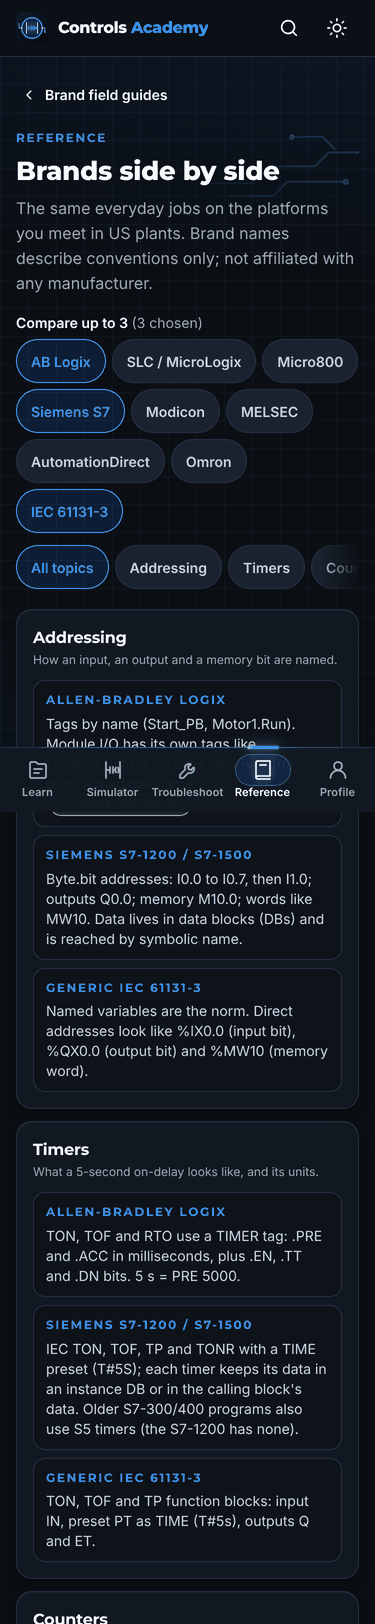 Controls Academy
Brand field guides
REFERENCE
Brands side by side
The same everyday jobs on the platforms
you meet in US plants. Brand names
describe conventions only; not affiliated with
any manufacturer.
Compare up to 3 (3 chosen)
AB Logix
SLC / MicroLogix
Micro800
Siemens S7
Modicon
MELSEC
AutomationDirect
Omron
IEC 61131-3
All topics
Addressing
Timers
Addressing
How an input, an output and a memory bit are named.
ALLEN-BRADLEY LOGIX
Tags by name (Start_PB, Motor1.Run).
Module I/O has its own tags like
Learn
Simulator
Troubleshoot
Reference
Profile
SIEMENS S7-1200 / S7-1500
Byte.bit addresses: I0.0 to I0.7, then I1.0;
outputs Q0.0; memory M10.0; words like
MW10. Data lives in data blocks (DBs) and
is reached by symbolic name.
GENERIC IEC 61131-3
Named variables are the norm. Direct
addresses look like %IX0.0 (input bit),
%QX0.0 (output bit) and %MW10 (memory
word).
Timers
What a 5-second on-delay looks like, and its units.
ALLEN-BRADLEY LOGIX
TON, TOF and RTO use a TIMER tag: .PRE
and .ACC in milliseconds, plus .EN, .TT
and .DN bits. 5 s = PRE 5000.
SIEMENS S7-1200 / S7-1500
IEC TON, TOF, TP and TONR with a TIME
preset (T#5S); each timer keeps its data in
an instance DB or in the calling block's
data. Older S7-300/400 programs also
use S5 timers (the S7-1200 has none).
GENERIC IEC 61131-3
TON, TOF and TP function blocks: input
IN, preset PT as TIME (T#5s), outputs Q
and ET.
Counters